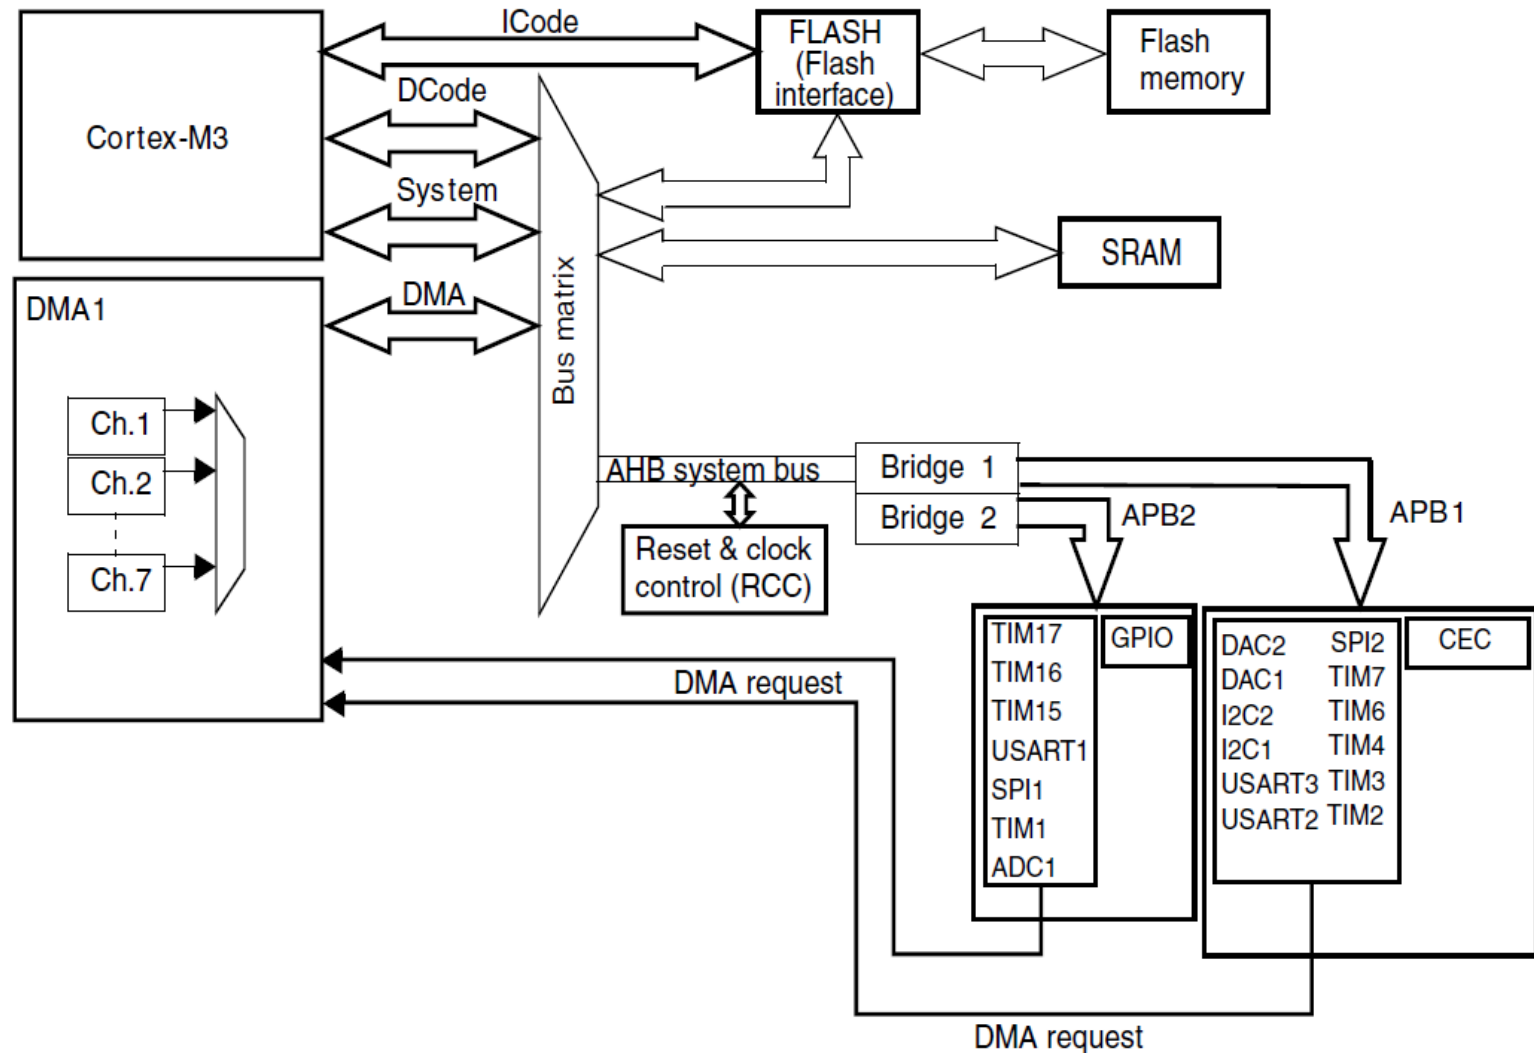 ICode
FLASH
(Flash
interface)
Flash
memory
Cortex-M3
DCode
System
SRAM
DMA1
DMA
Bus matrix
Ch.1
Ch.2
Ch.7
AHB system bus
Bridge 1
Bridge 2
APB2
APB1
Reset & clock
control (RCC)
TIM17
TIM16
TIM15
USART1
SPI1
TIM1
ADC1
GPIO
DAC2 SPI2
DAC1 TIM7
I2C2 TIM6
I2C1 TIM4
USART3 TIM3
USART2 TIM2
CEC
DMA request
DMA request